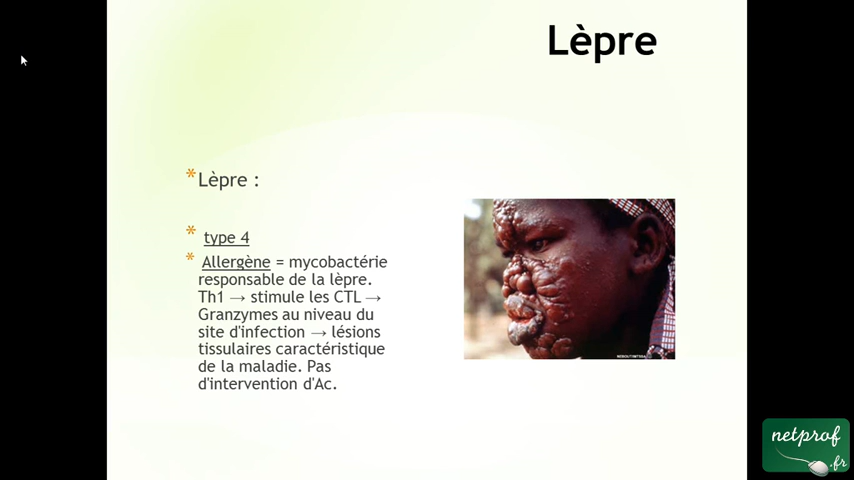 Lèpre
*Lèpre :
* type 4
* Allergène = mycobactérie
responsable de la lèpre.
Th1 → stimule les CTL →
Granzymes au niveau du
site d'infection → lésions
tissulaires caractéristique
de la maladie. Pas
d'intervention d'Ac.
netprof
.fr